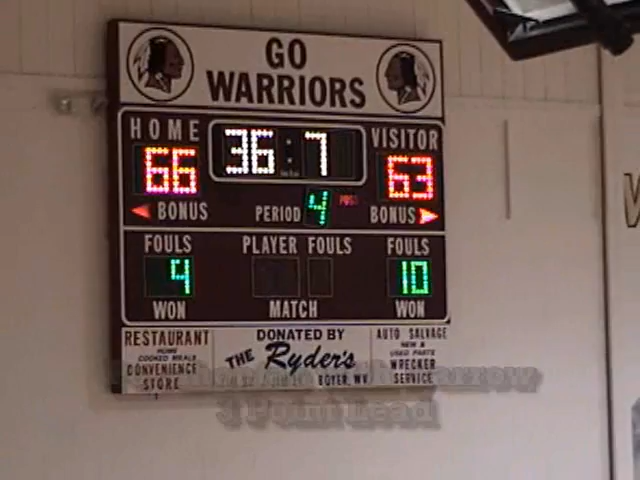 GO
WARRIORS
HOME 36:7 VISITOR
66 63
BONUS PERIOD 4 POSS BONUS
FOULS PLAYER FOULS FOULS
4 10
WON MATCH WON
RESTAURANT
HOME
COOKED MEALS
CONVENIENCE
STORE
DONATED BY
THE Ryder's
BOYER, WV
AUTO SALVAGE
NEW &
USED PARTS
WRECKER
SERVICE
3 Point Lead
W